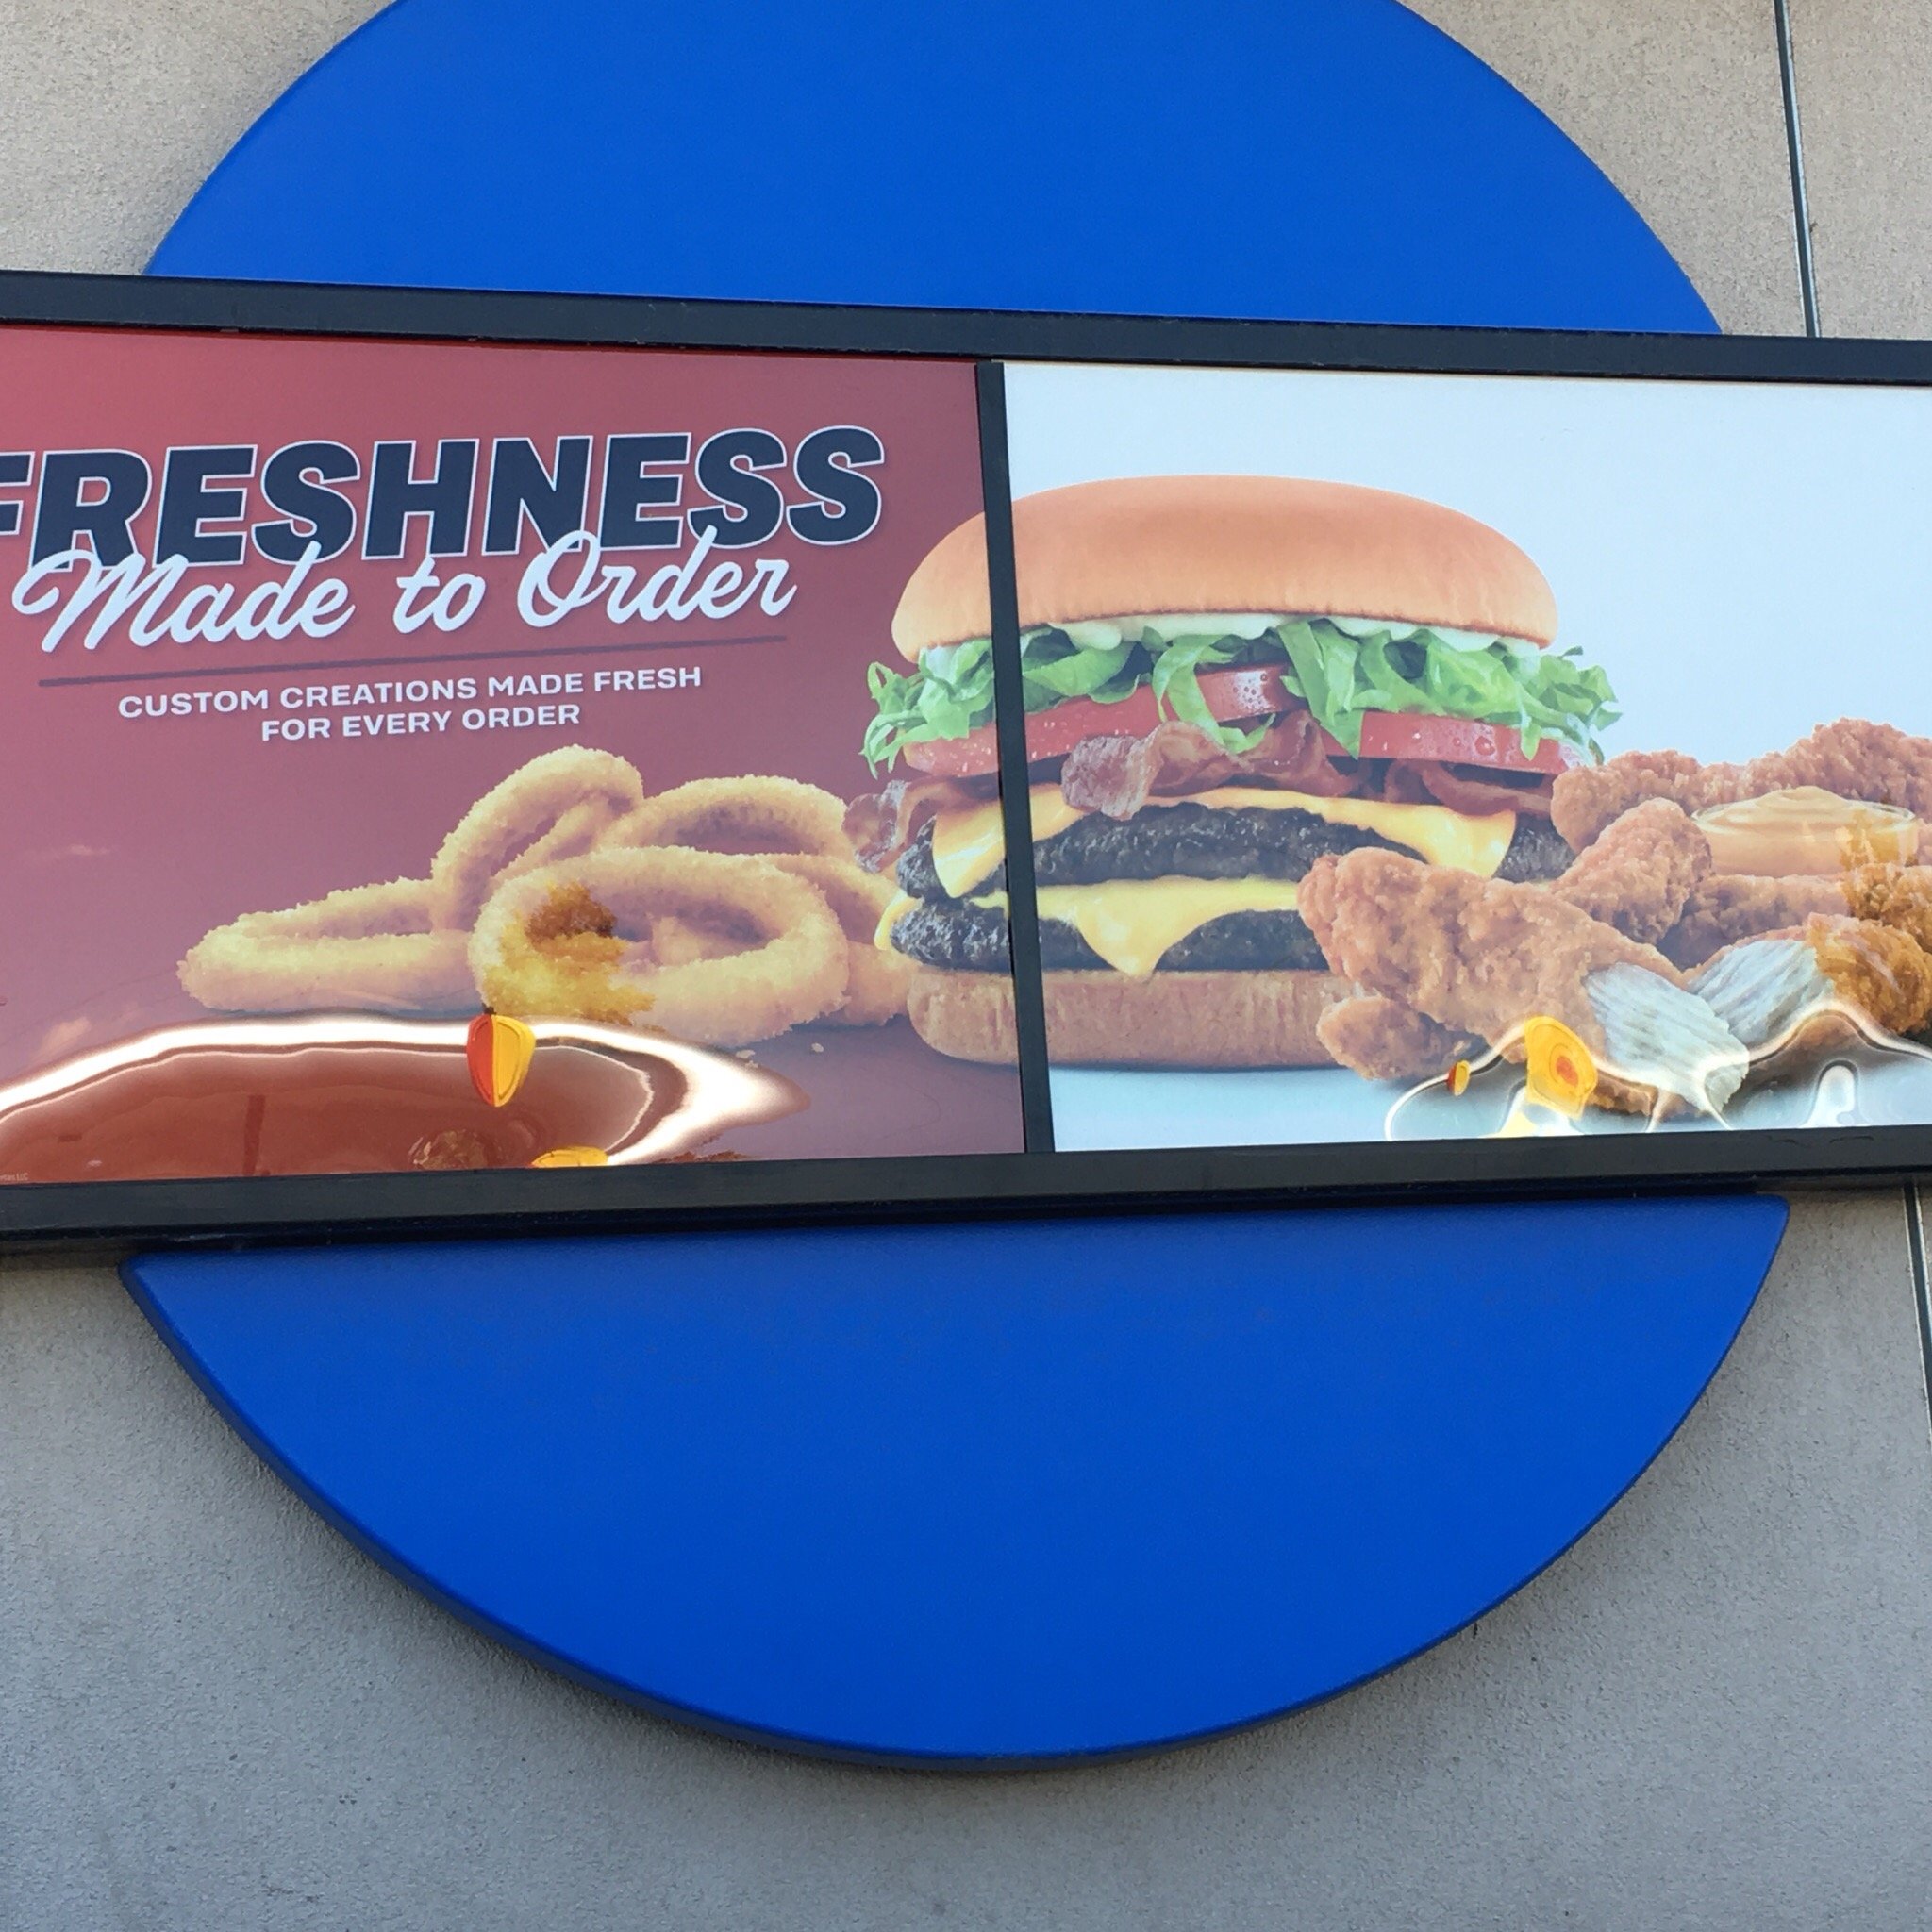 FRESHNESS
Made to Order
CUSTOM CREATIONS MADE FRESH
FOR EVERY ORDER